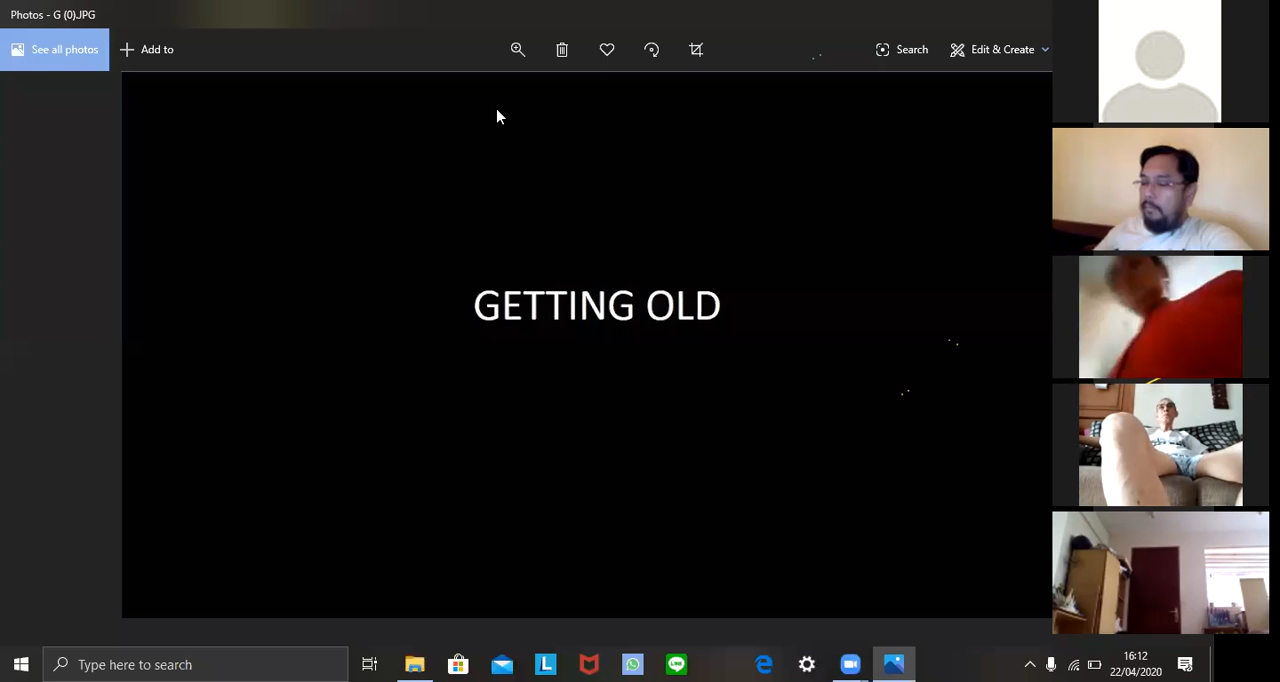 Photos - G (0).JPG
See all photos
Add to
Search
Edit & Create
GETTING OLD
Type here to search
16:12
22/04/2020